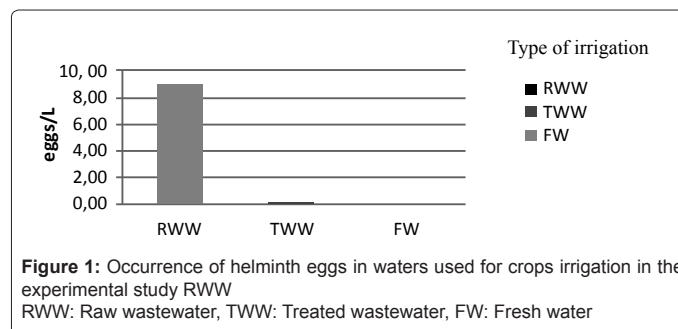 Type of irrigation
10, 00
8,00
6,00
4,00
2,00
0,00
eggs/L
RWW
TWW
FW
RWW
TWW
FW
Figure 1: Occurrence of helminth eggs in waters used for crops irrigation in the
experimental study RWW
RWW: Raw wastewater, TWW: Treated wastewater, FW: Fresh water